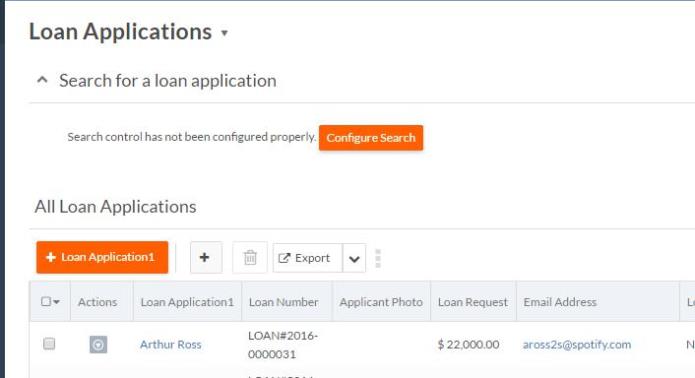 Loan Applications
Search for a loan application
Search control has not been configured properly. Configure Search
All Loan Applications
Loan Application1 Export
Actions Loan Application1 Loan Number Applicant Photo Loan Request Email Address
Arthur Ross LOAN#2016-0000031 $ 22,000.00 aross2s@spotify.com